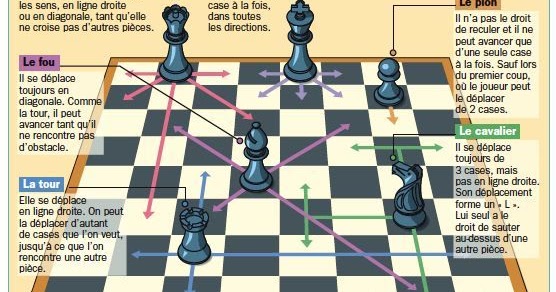 les sens, en ligne droite
ou en diagonale, tant qu'elle
ne croise pas d'autres pièces.
case à la fois,
dans toutes
les directions.
Le pion
Il n'a pas le droit
de reculer et il ne
peut avancer que
d'une seule case
à la fois. Sauf lors
du premier coup,
où le joueur peut
le déplacer
de 2 cases.
Le fou
Il se déplace
toujours en
diagonale. Comme
la tour, il peut
avancer tant qu'il
ne rencontre pas
d'obstacle.
Le cavalier
Il se déplace
toujours de
3 cases, mais
pas en ligne droite.
Son déplacement
forme un « L ».
Lui seul a le
droit de sauter
au-dessus d'une
autre pièce.
La tour
Elle se déplace
en ligne droite. On peut
la déplacer d'autant
de cases que l'on veut,
jusqu'à ce que l'on
rencontre une autre
pièce.